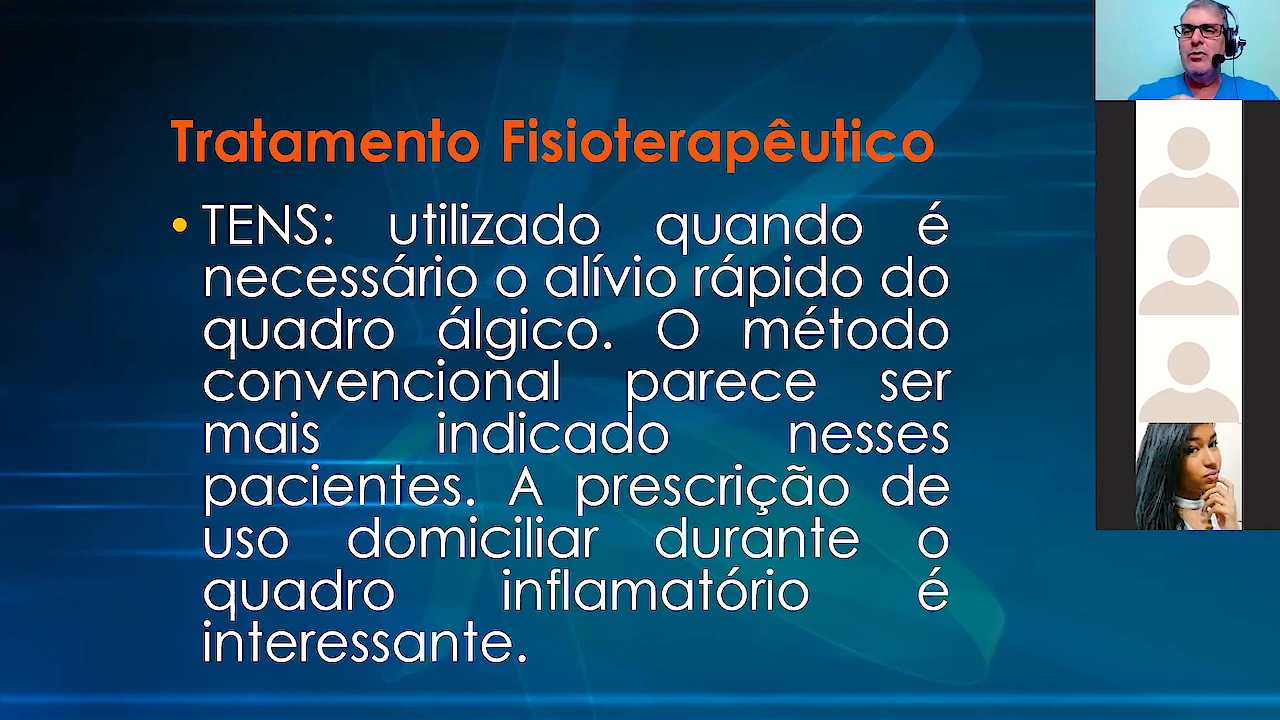 Tratamento Fisioterapêutico
• TENS: utilizado quando é
necessário o alívio rápido do
quadro álgico. O método
convencional parece ser
mais indicado nesses
pacientes. A prescrição de
uso domiciliar durante o
quadro inflamatório é
interessante.